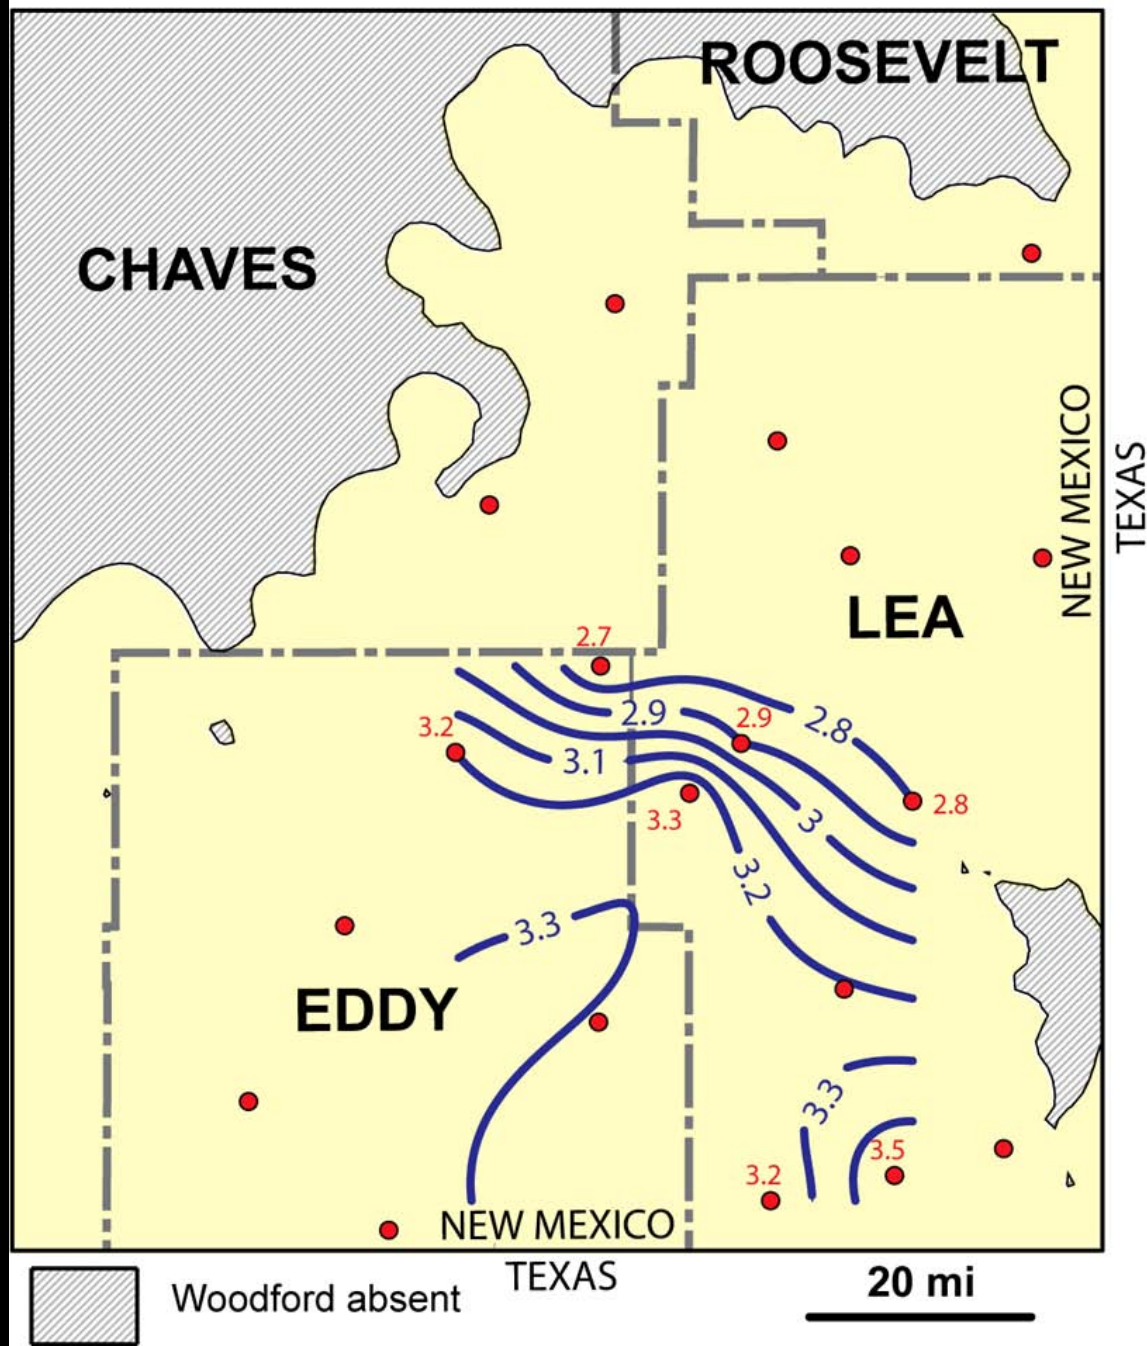 ROOSEVELT
CHAVES
NEW MEXICO
TEXAS
LEA
2.7
2.9
2.9
2.8
3.2
3.1
3.3
3
2.8
3.2
3.3
EDDY
3.3
3.5
3.2
NEW MEXICO
TEXAS
Woodford absent
20 mi